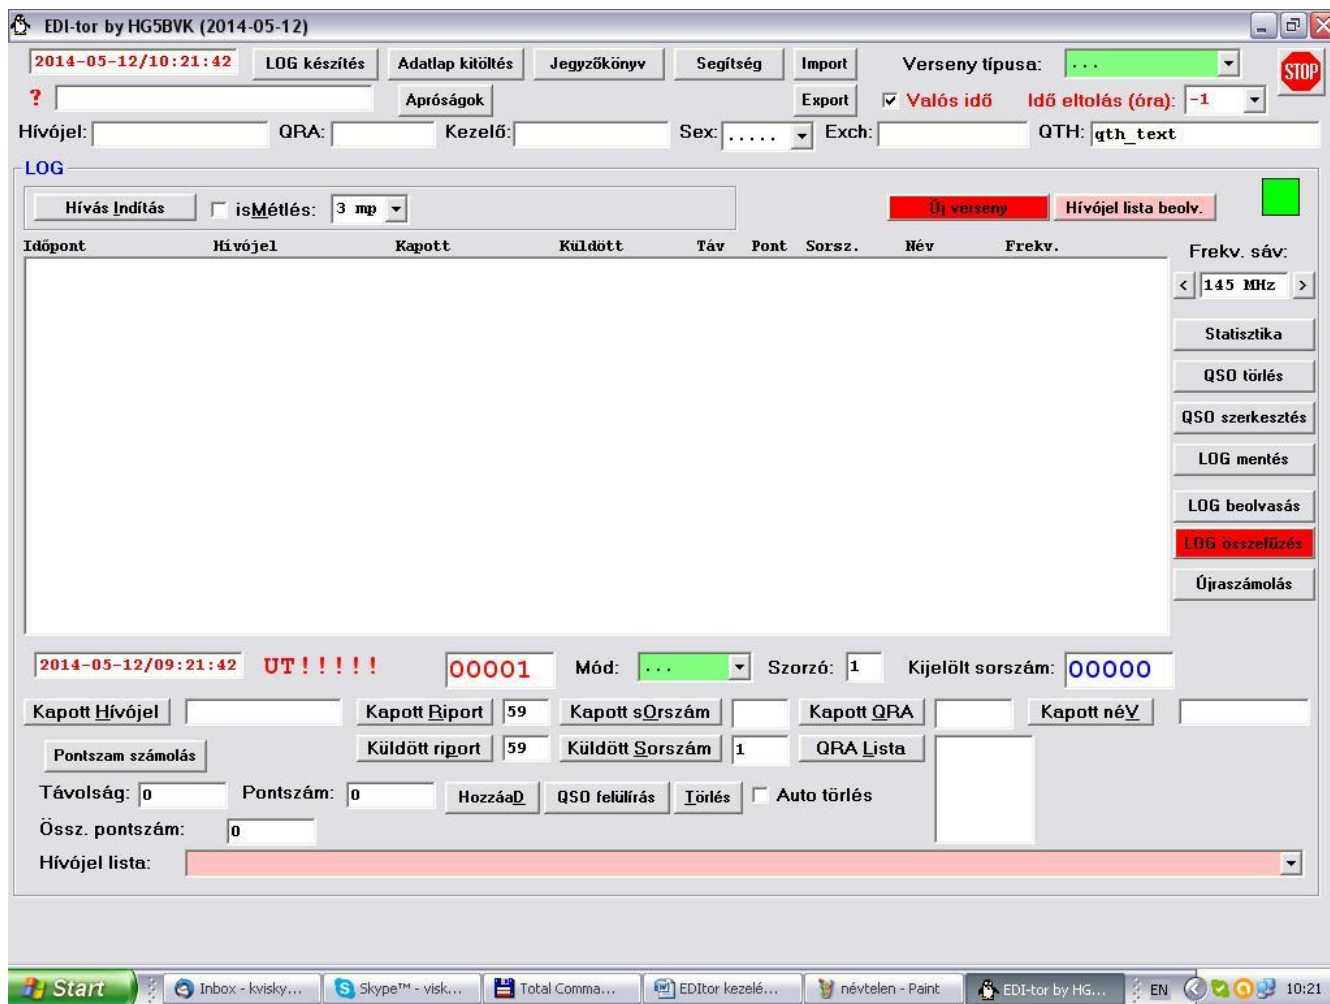 EDI-tor by HG5BVK (2014-05-12)
2014-05-12/10:21:42 LOG készítés Adatlap kitöltés Jegyzőkönyv Segítség Import Verseny típusa: ... STOP
? Apróságok Export Valós idő Idő eltolás (óra): -1
Hívójel: QRA: Kezelő: Sex: ..... Exch: QTH: qth_text
LOG
Hívás Indítás isMétlés: 3 mp Új verseny Hívójel lista beolv.
Időpont Hívójel Kapott Küldött Táv Pont Sorsz. Név Frekv. Frekv. sáv:
< 145 MHz >
Statisztika
QSO törlés
QSO szerkesztés
LOG mentés
LOG beolvasás
LOG összefűzés
Újraszámolás
2014-05-12/09:21:42 UT!!!!! 00001 Mód: ... Szorzó: 1 Kijelölt sorszám: 00000
Kapott Hívójel Kapott Riport 59 Kapott sOrszám Kapott QRA Kapott néV
Pontszam számolás Küldött riport 59 Küldött Sorszám 1 QRA Lista
Távolság: 0 Pontszám: 0 HozzáaD QSO felülírás Törlés Auto törlés
Össz. pontszám: 0
Hívójel lista:
Start Inbox - kvisky... Skype™ - visk... Total Comma... EDItor kezelé... névtelen - Paint EDI-tor by HG... EN 10:21